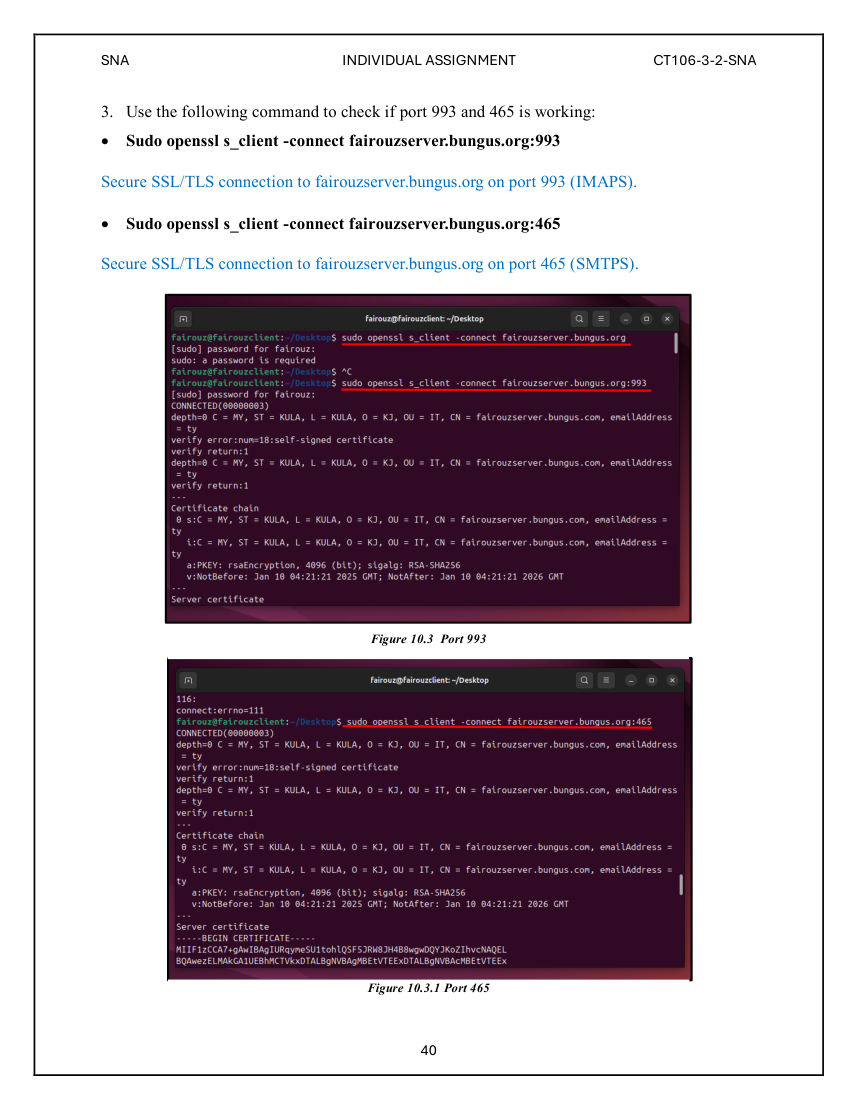 SNA INDIVIDUAL ASSIGNMENT CT106-3-2-SNA
3. Use the following command to check if port 993 and 465 is working:
• Sudo openssl s_client -connect fairouzserver.bungus.org:993
Secure SSL/TLS connection to fairouzserver.bungus.org on port 993 (IMAPS).
• Sudo openssl s_client -connect fairouzserver.bungus.org:465
Secure SSL/TLS connection to fairouzserver.bungus.org on port 465 (SMTPS).
fairouz@fairouzclient: ~/Desktop
fairouz@fairouzclient:~/Desktop$ sudo openssl s_client -connect fairouzserver.bungus.org
[sudo] password for fairouz:
sudo: a password is required
fairouz@fairouzclient:~/Desktop$ ^C
fairouz@fairouzclient:~/Desktop$ sudo openssl s_client -connect fairouzserver.bungus.org:993
[sudo] password for fairouz:
CONNECTED(00000003)
depth=0 C = MY, ST = KULA, L = KULA, O = KJ, OU = IT, CN = fairouzserver.bungus.com, emailAddress
= ty
verify error:num=18:self-signed certificate
verify return:1
depth=0 C = MY, ST = KULA, L = KULA, O = KJ, OU = IT, CN = fairouzserver.bungus.com, emailAddress
= ty
verify return:1
---
Certificate chain
0 s:C = MY, ST = KULA, L = KULA, O = KJ, OU = IT, CN = fairouzserver.bungus.com, emailAddress =
ty
i:C = MY, ST = KULA, L = KULA, O = KJ, OU = IT, CN = fairouzserver.bungus.com, emailAddress =
ty
a:PKEY: rsaEncryption, 4096 (bit); sigalg: RSA-SHA256
v:NotBefore: Jan 10 04:21:21 2025 GMT; NotAfter: Jan 10 04:21:21 2026 GMT
---
Server certificate
Figure 10.3 Port 993
fairouz@fairouzclient: ~/Desktop
116:
connect:errno=111
fairouz@fairouzclient:~/Desktop$ sudo openssl s_client -connect fairouzserver.bungus.org:465
CONNECTED(00000003)
depth=0 C = MY, ST = KULA, L = KULA, O = KJ, OU = IT, CN = fairouzserver.bungus.com, emailAddress
= ty
verify error:num=18:self-signed certificate
verify return:1
depth=0 C = MY, ST = KULA, L = KULA, O = KJ, OU = IT, CN = fairouzserver.bungus.com, emailAddress
= ty
verify return:1
---
Certificate chain
0 s:C = MY, ST = KULA, L = KULA, O = KJ, OU = IT, CN = fairouzserver.bungus.com, emailAddress =
ty
i:C = MY, ST = KULA, L = KULA, O = KJ, OU = IT, CN = fairouzserver.bungus.com, emailAddress =
ty
a:PKEY: rsaEncryption, 4096 (bit); sigalg: RSA-SHA256
v:NotBefore: Jan 10 04:21:21 2025 GMT; NotAfter: Jan 10 04:21:21 2026 GMT
---
Server certificate
-----BEGIN CERTIFICATE-----
MIIF1zCCA7+gAwIBAgIURqymeSU1tohlQSF5JRW8JH4B8wgwDQYJKoZIhvcNAQEL
BQAwezELMAkGA1UEBhMCTVkxDTALBgNVBAgMBEtVTEExDTALBgNVBAcMBEtVTEEx
Figure 10.3.1 Port 465
40